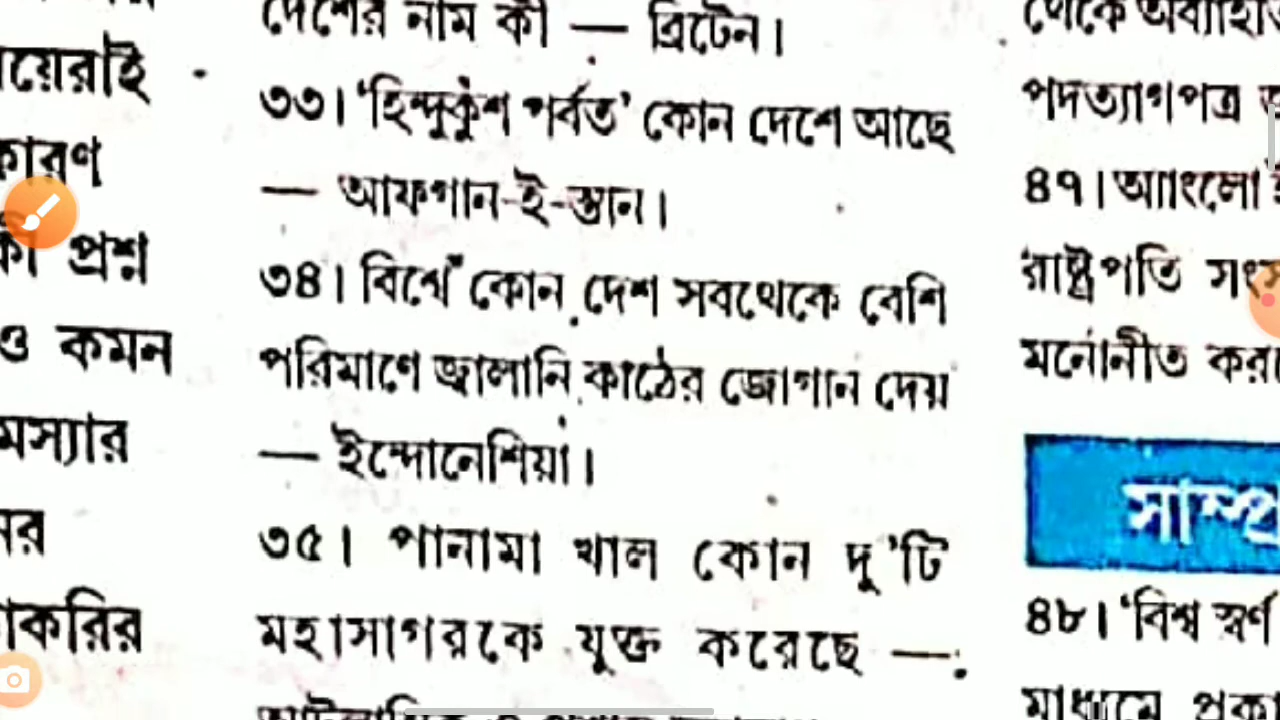 য়েরাই
কারণ
প্রশ্ন
ও কমন
মস্যার
াকরির
দেশের নাম কী — ব্রিটেন।
৩৩। ‘হিন্দুকুঁশ পর্বত’ কোন দেশে আছে
— আফগান-ই-স্তান।
৩৪। বিশ্বে কোন দেশ সবথেকে বেশি
পরিমাণে জ্বালানি কাঠের জোগান দেয়
— ইন্দোনেশিয়া।
৩৫। পানামা খাল কোন দু'টি
মহাসাগরকে যুক্ত করেছে —
থেকে
পদত্যাগপত্র
৪৭। অ্যাংলো
রাষ্ট্রপতি
মনোনীত করা
সাম্প্র
৪৮। ‘বিশ্ব স্বর্ণ
মাধ্যমে